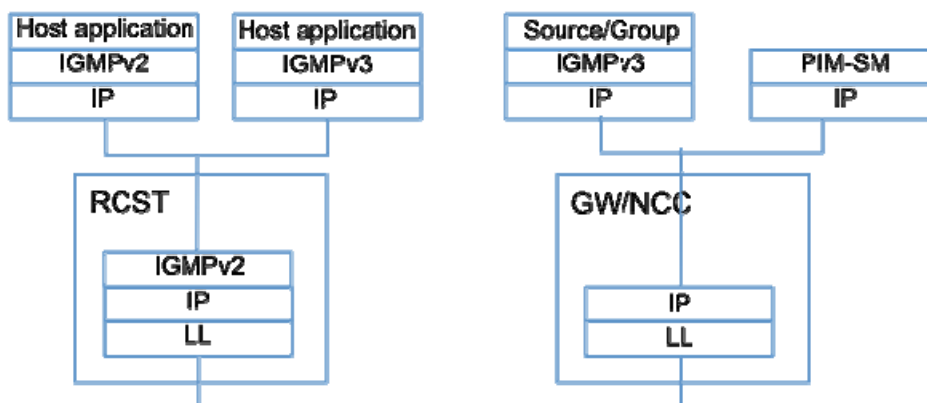 Host application
IGMPv2
IP
Host application
IGMPv3
IP
Source/Group
IGMPv3
IP
PIM-SM
IP
RCST
IGMPv2
IP
LL
GW/NCC
IP
LL